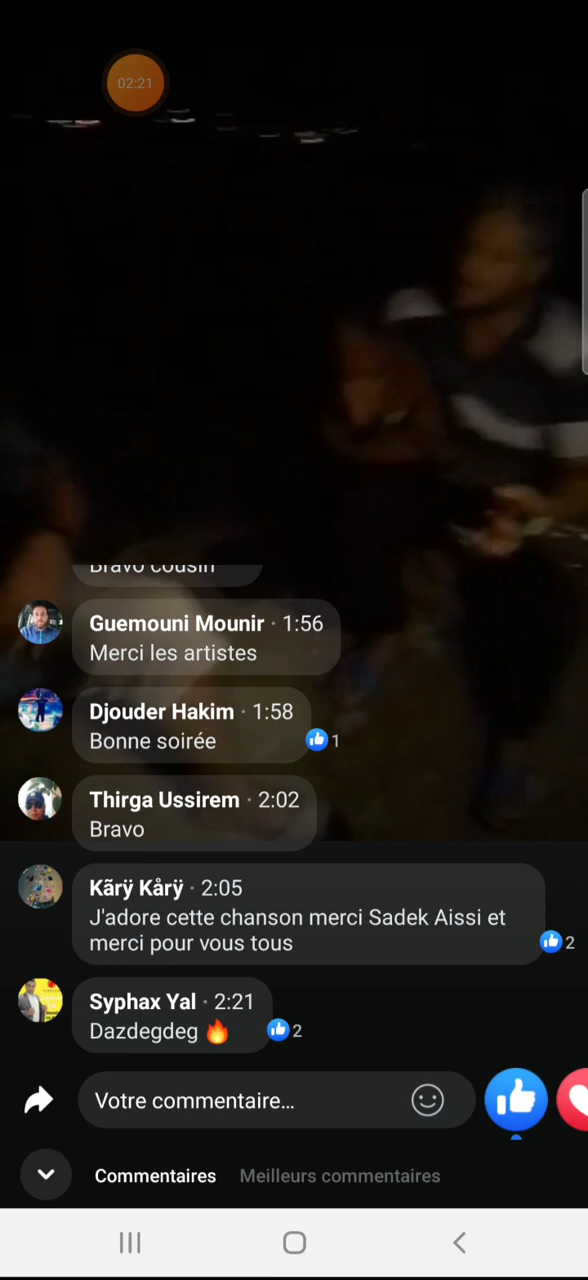 02:21
Bravo cousin
Guemouni Mounir · 1:56
Merci les artistes
Djouder Hakim · 1:58
Bonne soirée
1
Thirga Ussirem · 2:02
Bravo
Kãrÿ Kårÿ · 2:05
J'adore cette chanson merci Sadek Aissi et
merci pour vous tous
2
Syphax Yal · 2:21
Dazdegdeg 🔥
2
Votre commentaire...
Commentaires Meilleurs commentaires